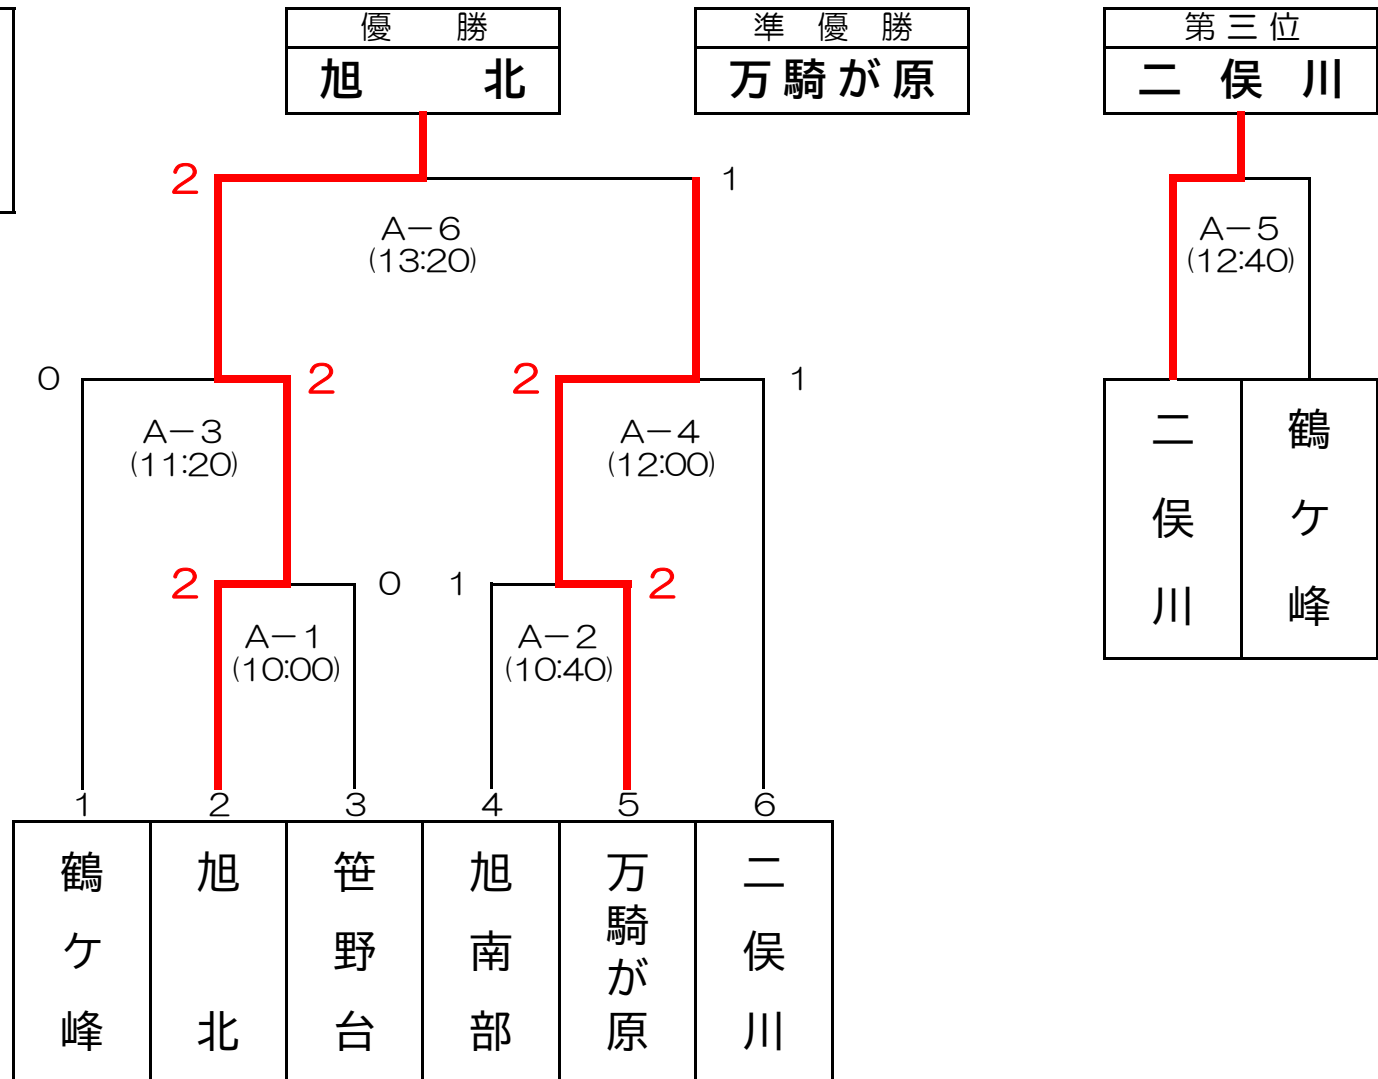 優勝
旭北
準優勝
万騎が原
第三位
二俣川
2
1
A－6
(13:20)
A－5
(12:40)
0
2
2
1
A－3
(11:20)
A－4
(12:00)
二俣川
鶴ケ峰
2
0
1
2
A－1
(10:00)
A－2
(10:40)
1
2
3
4
5
6
鶴ケ峰
旭北
笹野台
旭南部
万騎が原
二俣川